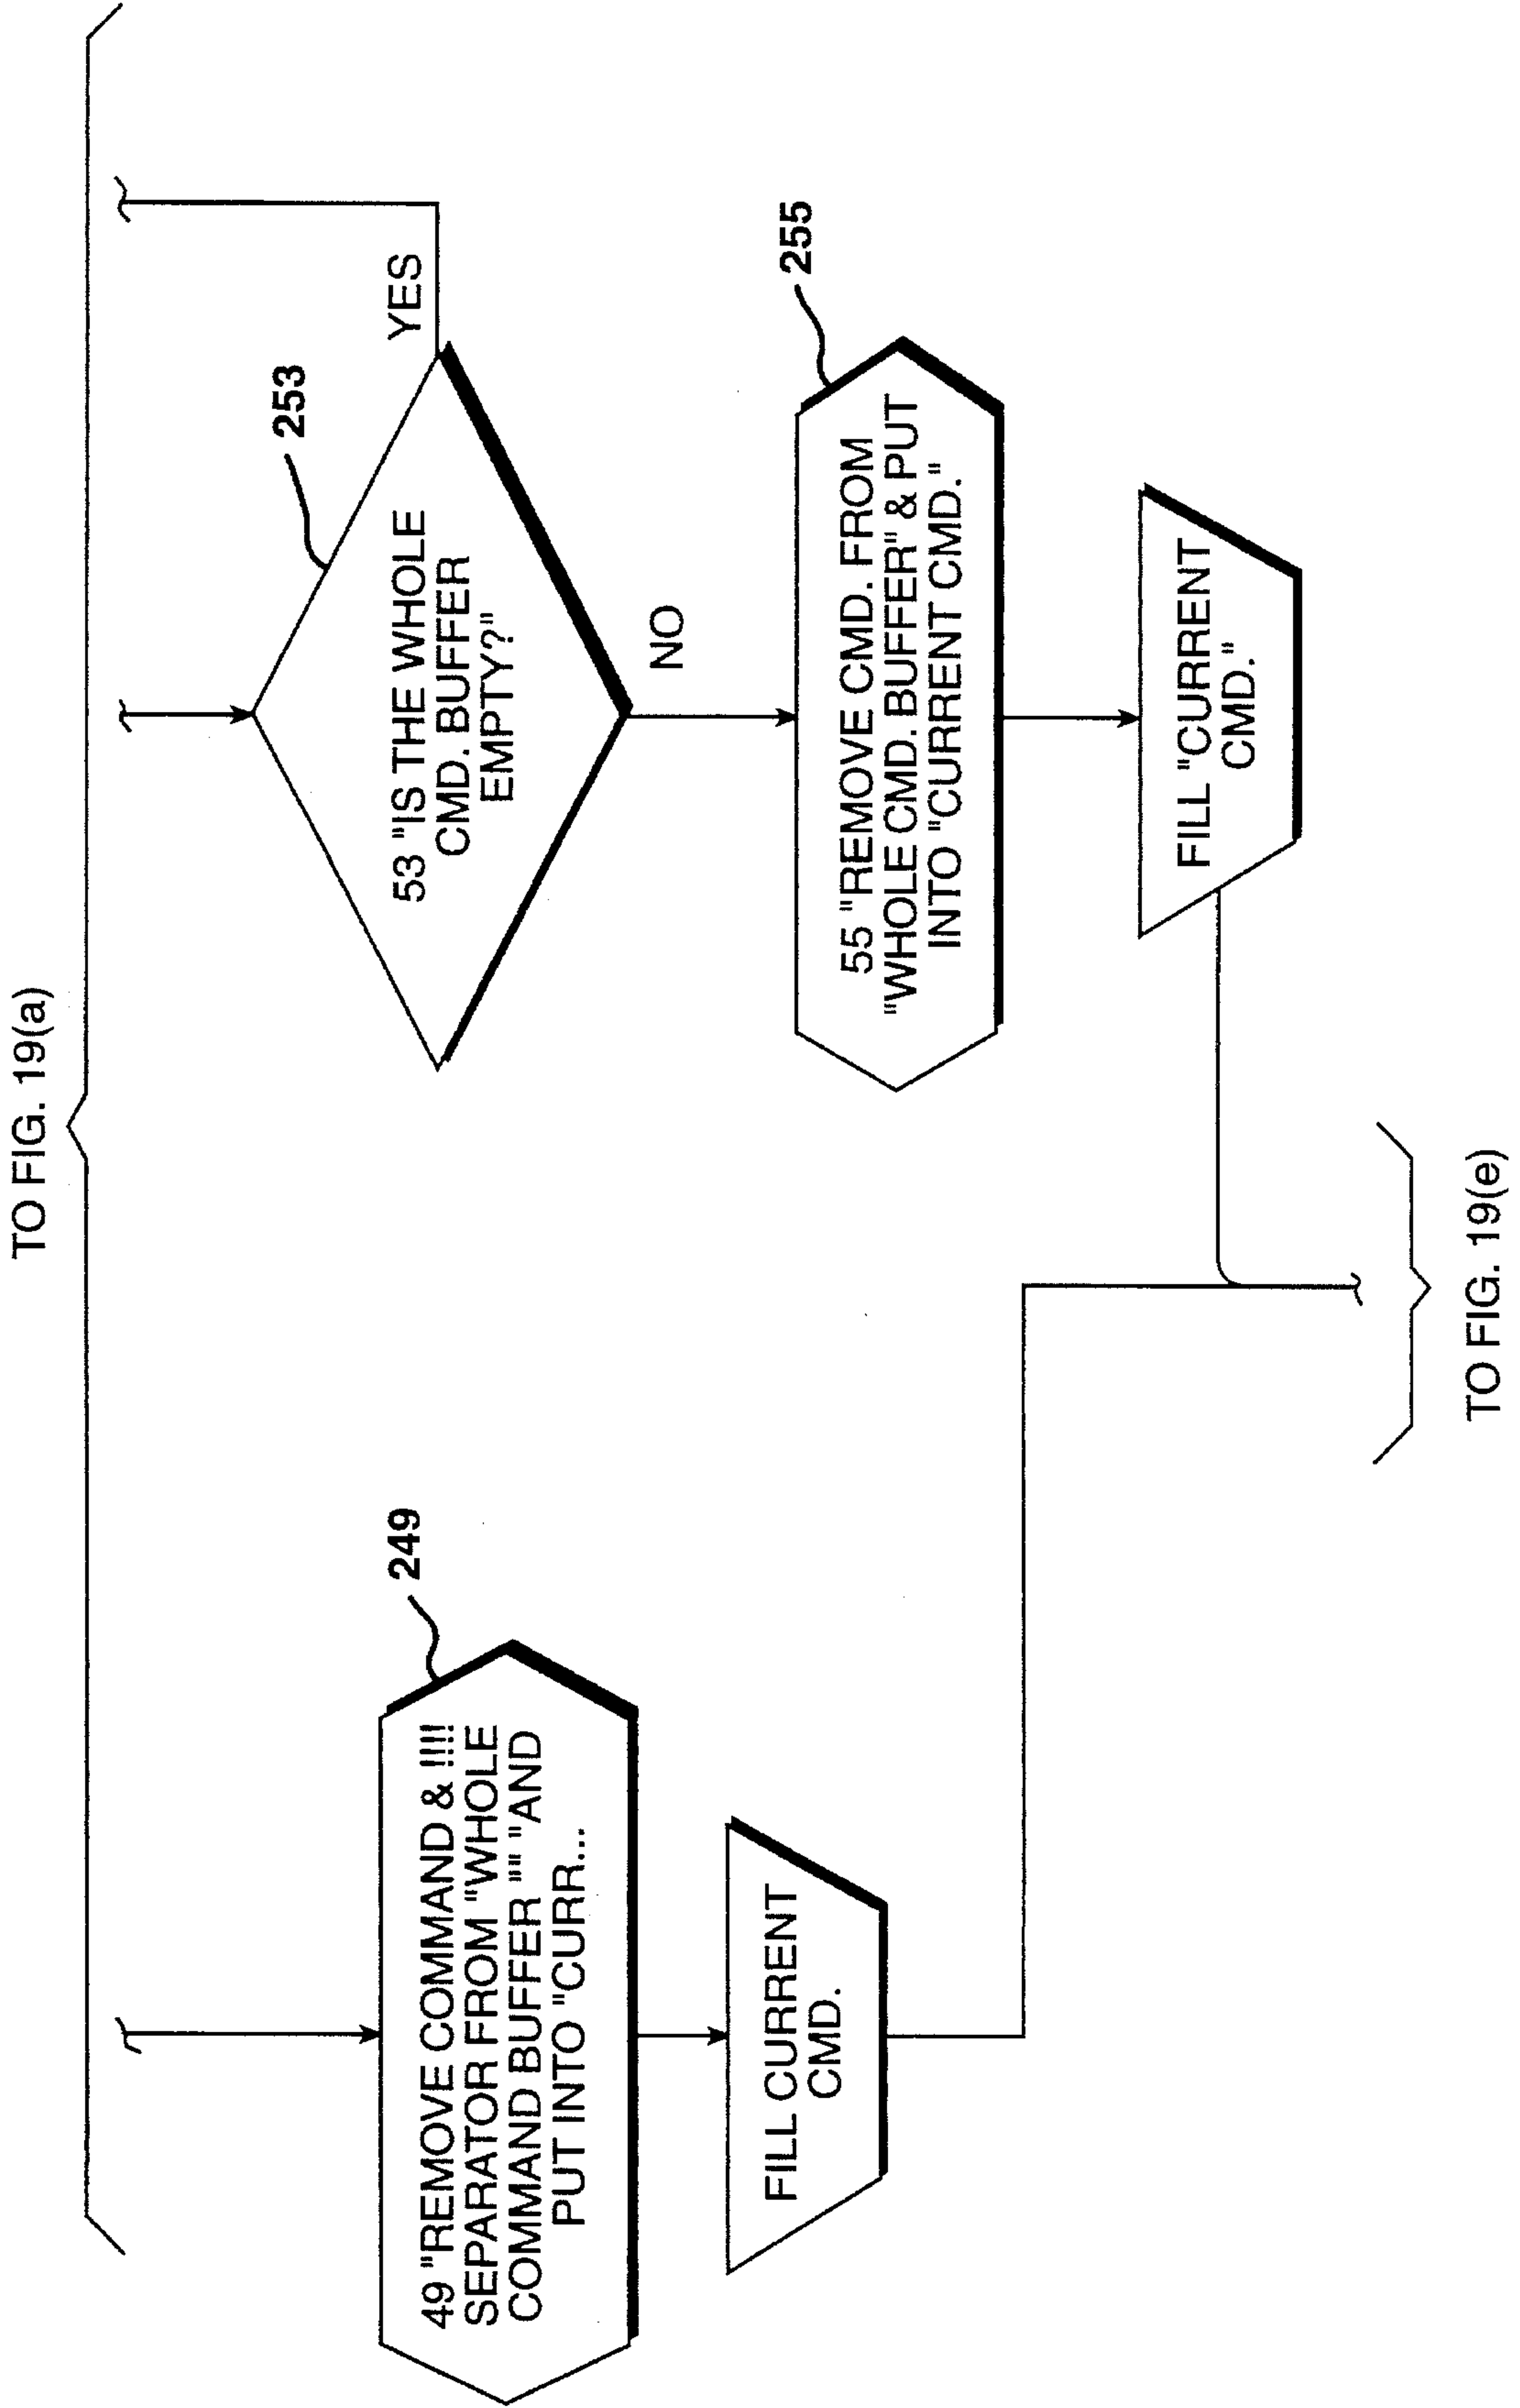 TO FIG. 19(a)
249
49 "REMOVE COMMAND & !!!!
SEPARATOR FROM "WHOLE
COMMAND BUFFER "" "AND
PUT INTO "CURR...
FILL CURRENT
CMD.
253
53 "IS THE WHOLE
CMD. BUFFER
EMPTY?"
YES
NO
255
55 "REMOVE CMD. FROM
"WHOLE CMD. BUFFER" & PUT
INTO "CURRENT CMD."
FILL "CURRENT
CMD."
TO FIG. 19(e)